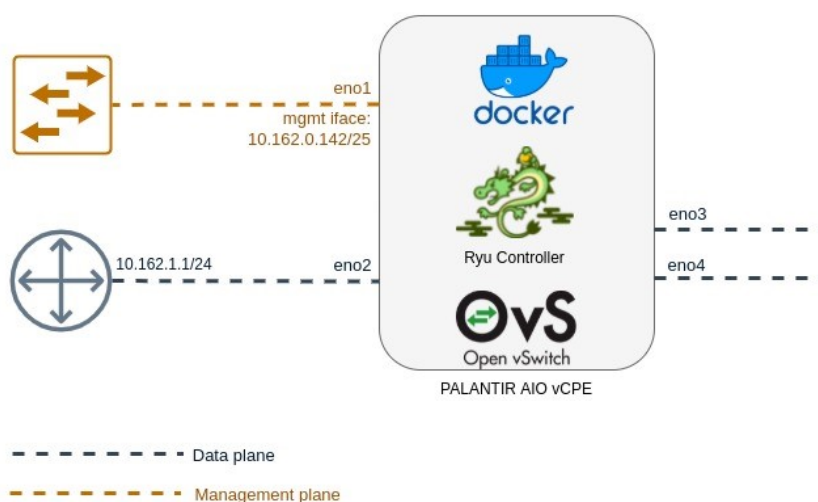 eno1
mgmt iface:
10.162.0.142/25
docker
eno3
Ryu Controller
10.162.1.1/24
eno2
eno4
OvS
Open vSwitch
PALANTIR AIO vCPE
Data plane
Management plane